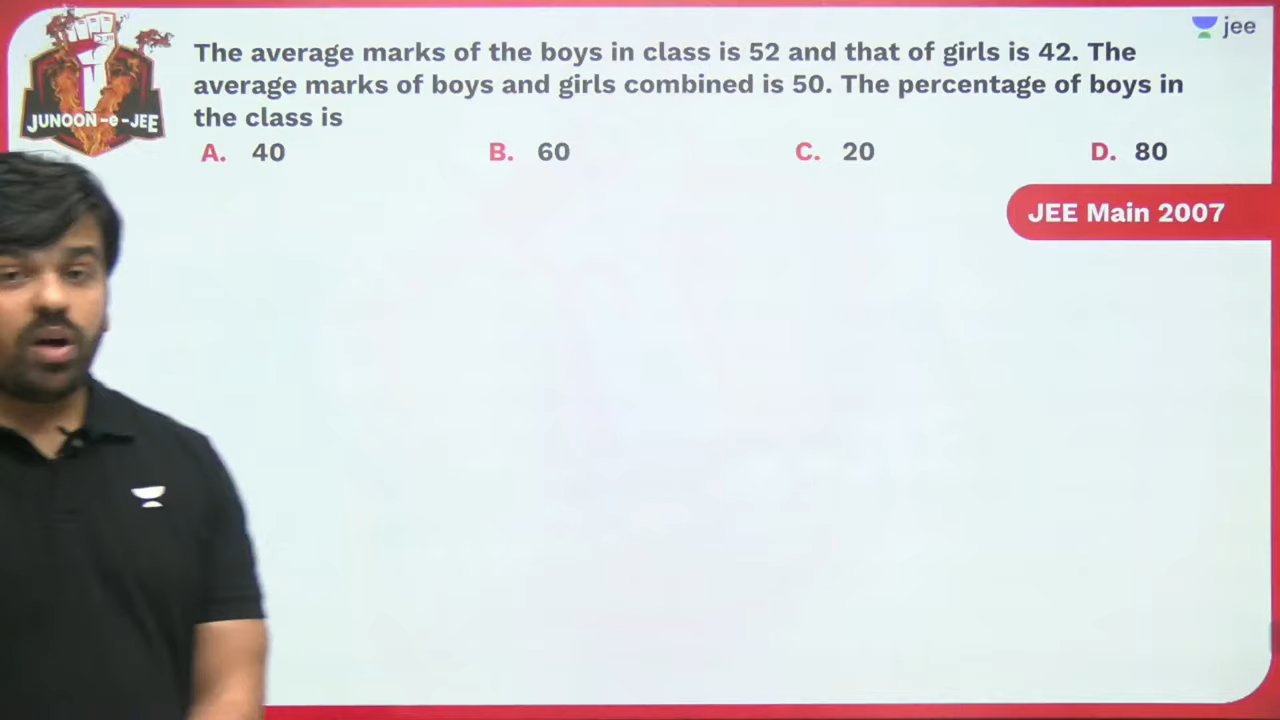 jee
The average marks of the boys in class is 52 and that of girls is 42. The
average marks of boys and girls combined is 50. The percentage of boys in
the class is
JUNOON-e-JEE
A. 40 B. 60 C. 20 D. 80
JEE Main 2007